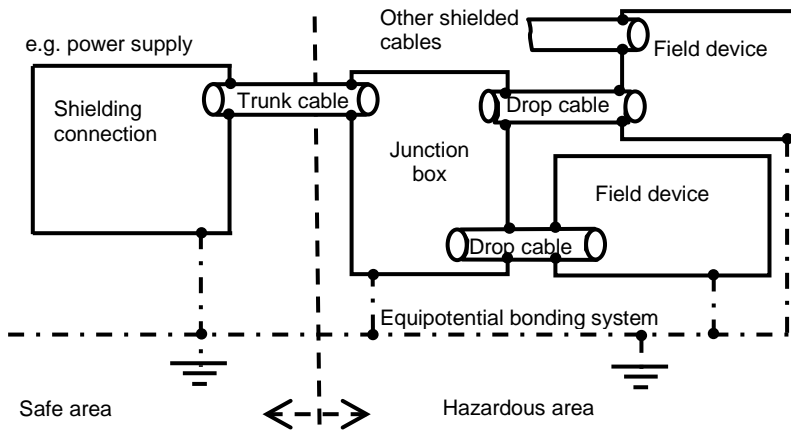 Other shielded
cables
e.g. power supply
Field device
Shielding
connection
Trunk cable
Drop cable
Junction
box
Field device
Drop cable
Equipotential bonding system
Safe area
Hazardous area